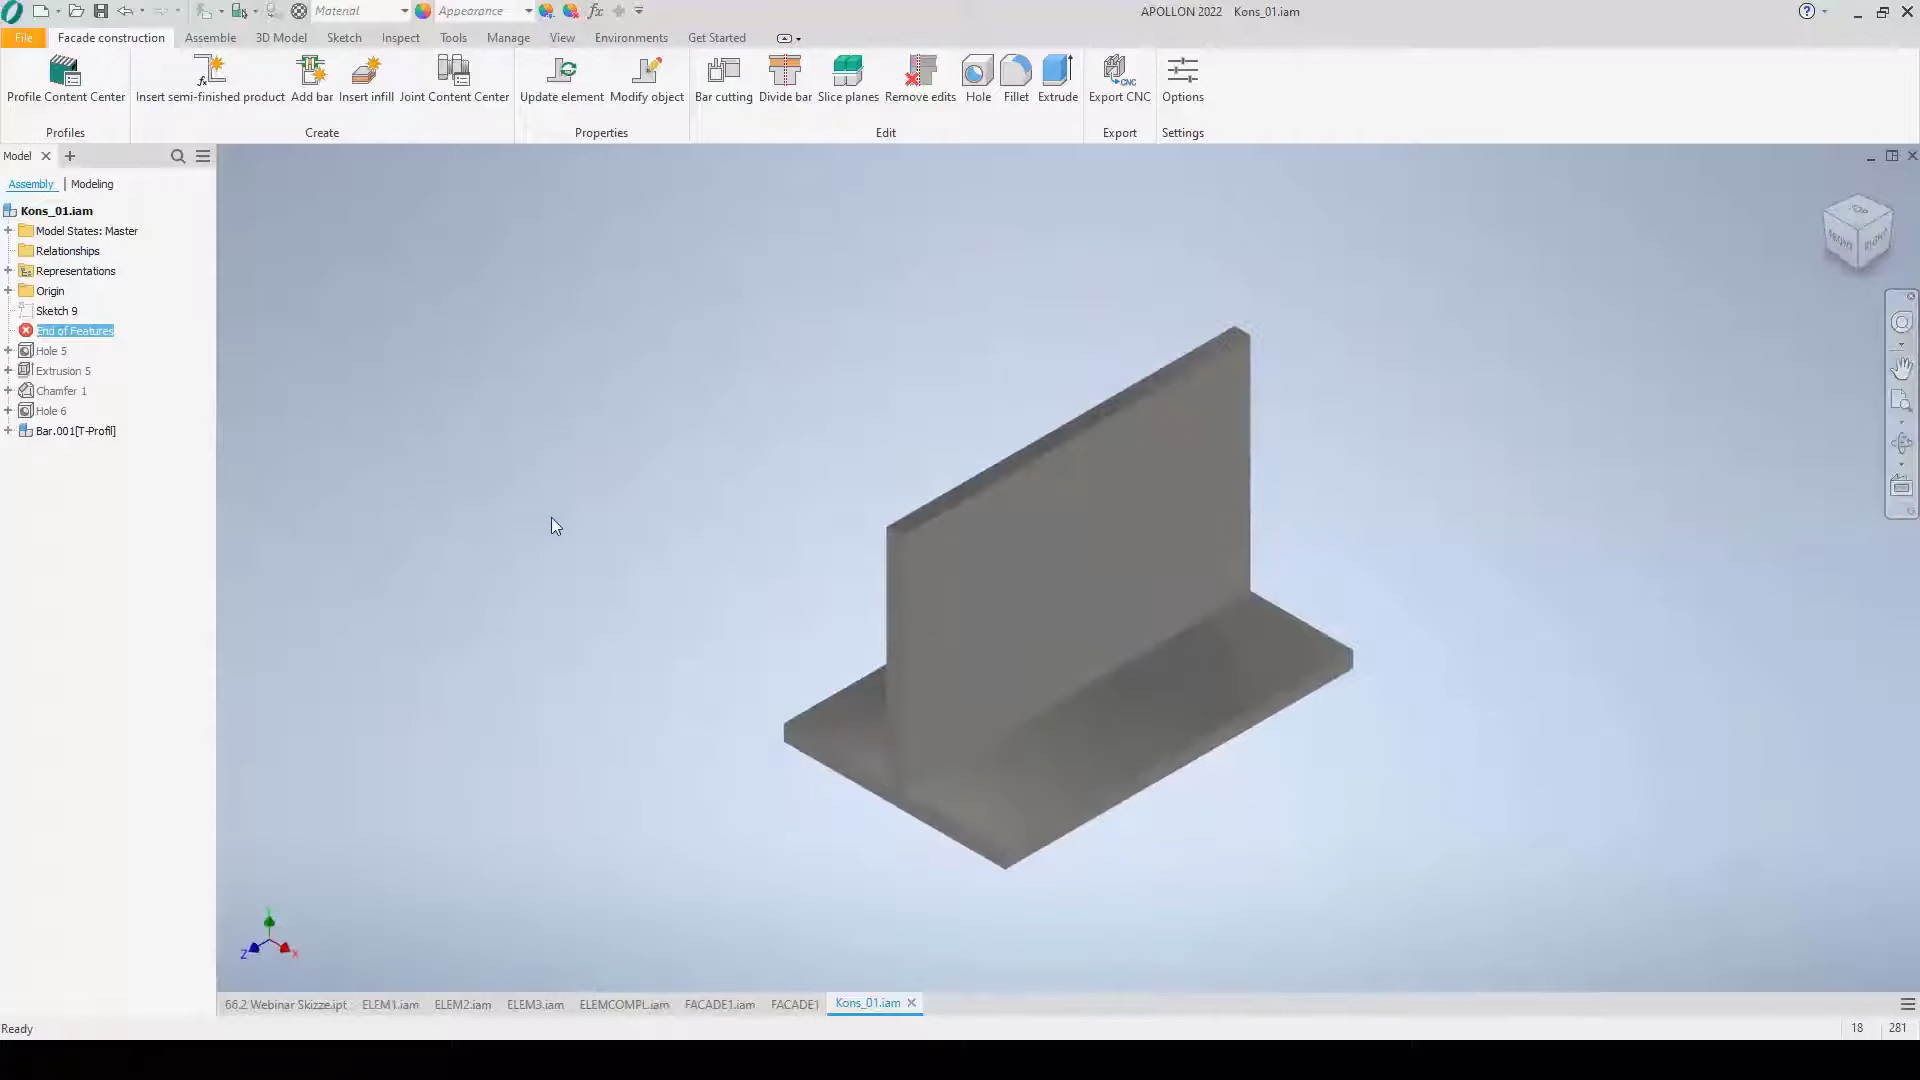 Material
Appearance
fx
APOLLON 2022 Kons_01.iam
File
Facade construction
Assemble
3D Model
Sketch
Inspect
Tools
Manage
View
Environments
Get Started
Profile Content Center
Insert semi-finished product
Add bar
Insert infill
Joint Content Center
Update element
Modify object
Bar cutting
Divide bar
Slice planes
Remove edits
Hole
Fillet
Extrude
Export CNC
Options
Profiles
Create
Properties
Edit
Export
Settings
Model
Assembly | Modeling
Kons_01.iam
Model States: Master
Relationships
Representations
Origin
Sketch 9
End of Features
Hole 5
Extrusion 5
Chamfer 1
Hole 6
Bar.001[T-Profil]
TOP
FRONT
RIGHT
Z
X
66.2 Webinar Skizze.ipt
ELEM1.iam
ELEM2.iam
ELEM3.iam
ELEMCOMPL.iam
FACADE1.iam
FACADE1
Kons_01.iam
Ready
18
281